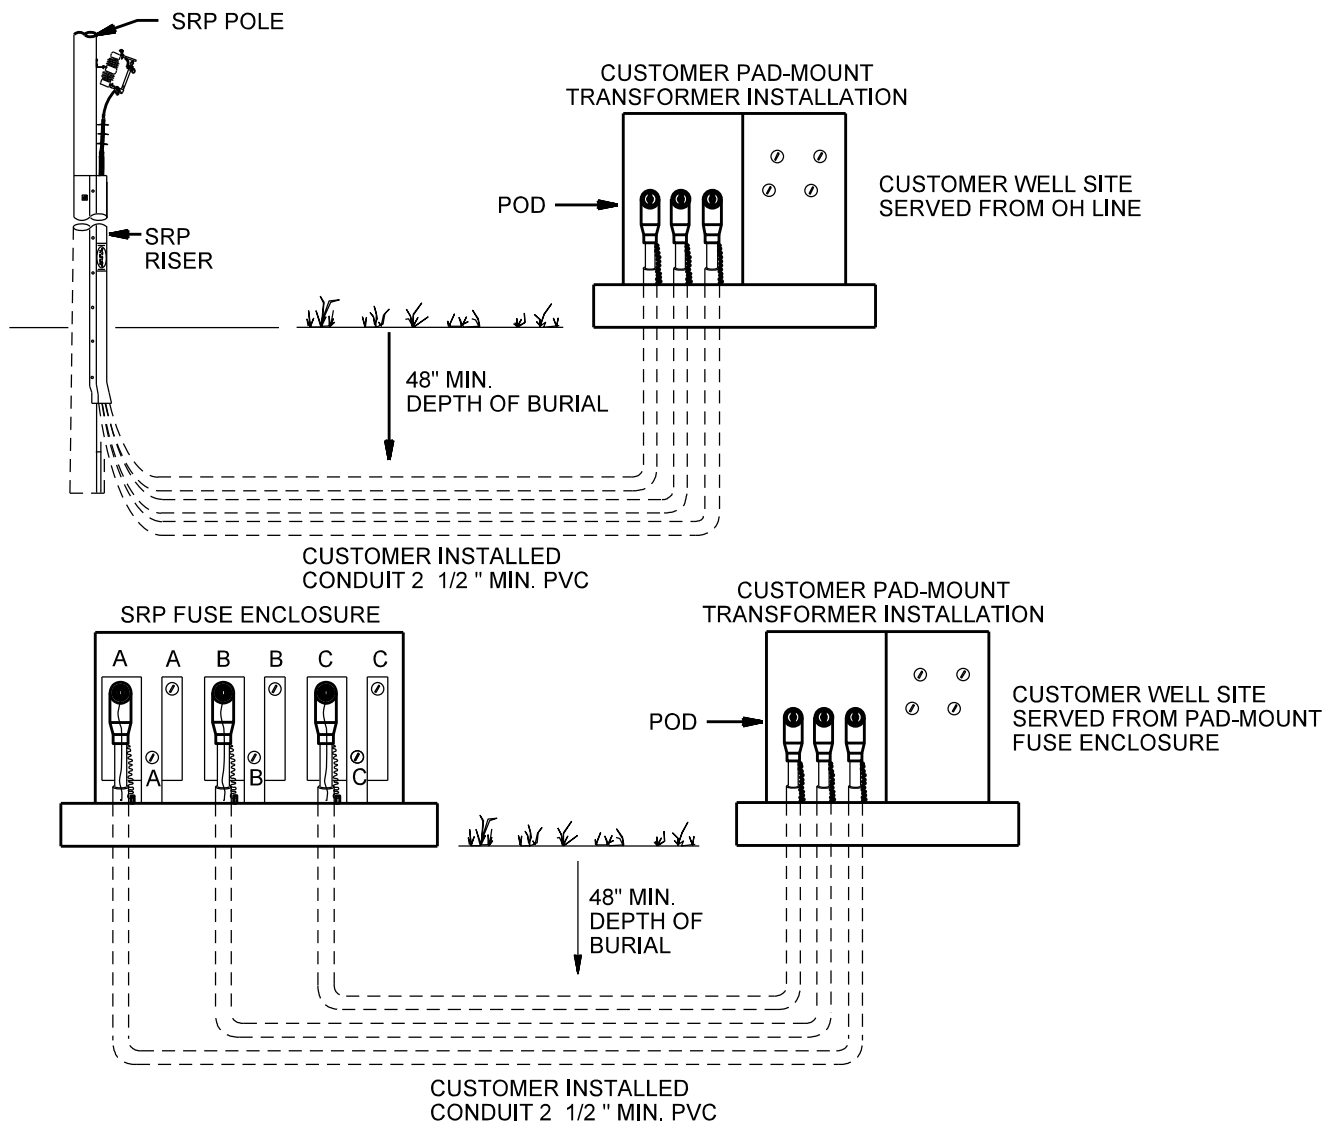 SRP POLE
CUSTOMER PAD-MOUNT
TRANSFORMER INSTALLATION
CUSTOMER WELL SITE
SERVED FROM OH LINE
POD
SRP
RISER
48" MIN.
DEPTH OF BURIAL
CUSTOMER INSTALLED
CONDUIT 2 1/2 " MIN. PVC
SRP FUSE ENCLOSURE
A A B B C C
A B C
CUSTOMER PAD-MOUNT
TRANSFORMER INSTALLATION
POD
CUSTOMER WELL SITE
SERVED FROM PAD-MOUNT
FUSE ENCLOSURE
48" MIN.
DEPTH OF
BURIAL
CUSTOMER INSTALLED
CONDUIT 2 1/2 " MIN. PVC